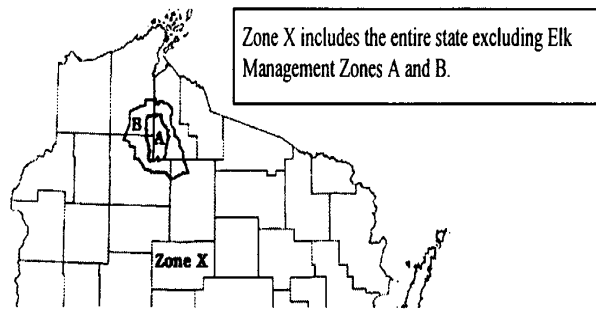 Zone X includes the entire state excluding Elk
Management Zones A and B.
B
A
Zone X